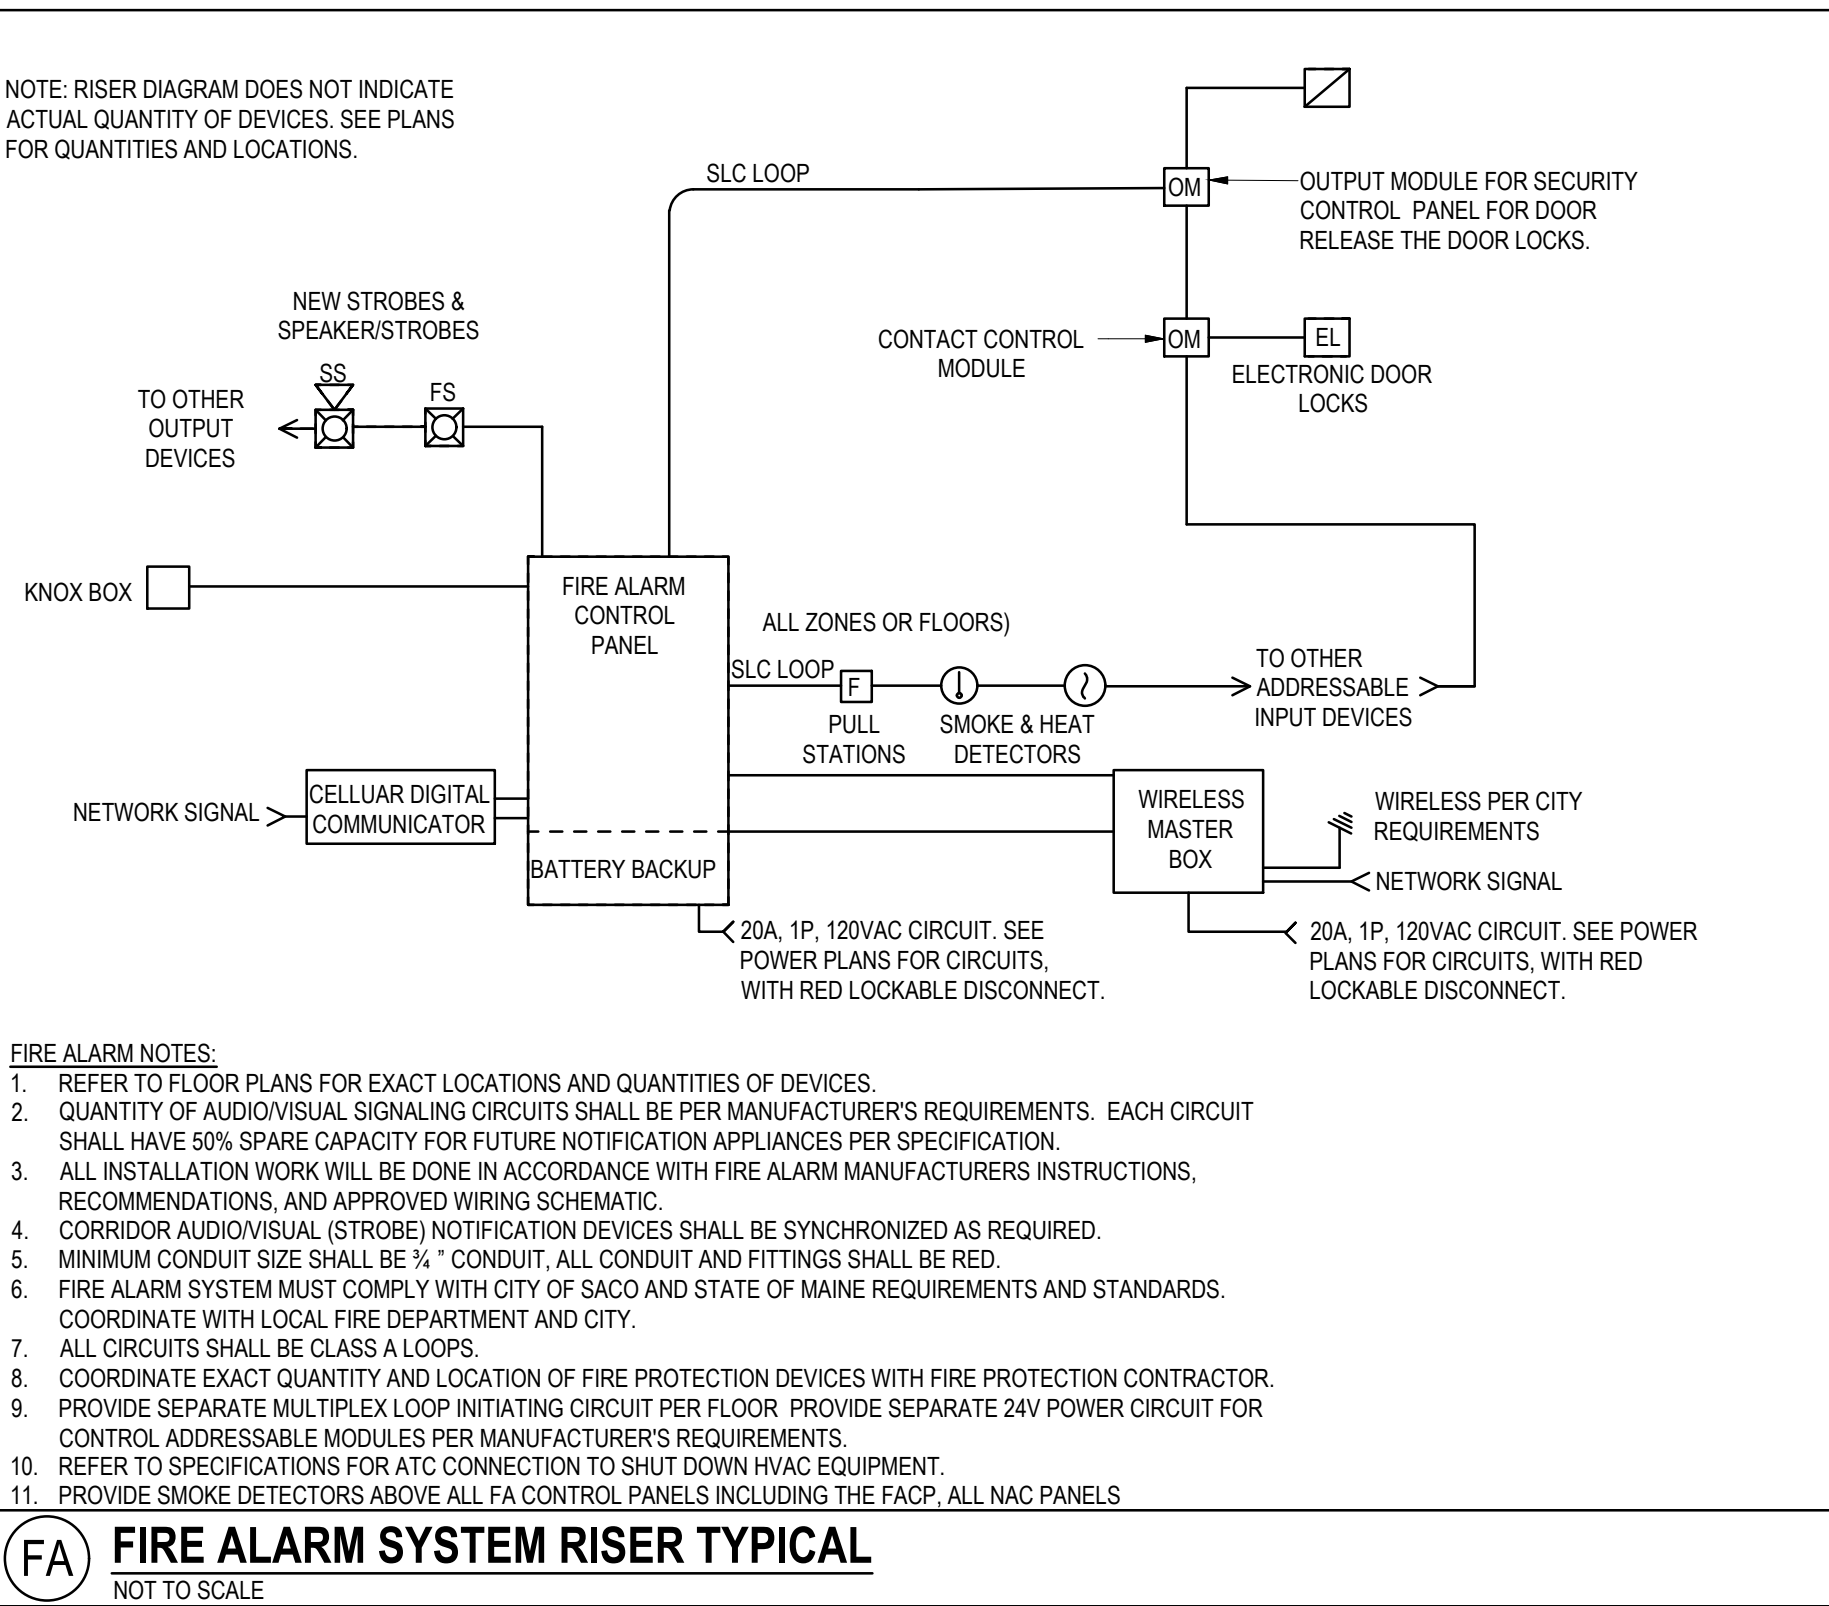 NOTE: RISER DIAGRAM DOES NOT INDICATE
ACTUAL QUANTITY OF DEVICES. SEE PLANS
FOR QUANTITIES AND LOCATIONS.
SLC LOOP
OM
OUTPUT MODULE FOR SECURITY
CONTROL PANEL FOR DOOR
RELEASE THE DOOR LOCKS.
NEW STROBES &
SPEAKER/STROBES
CONTACT CONTROL
MODULE
OM
EL
ELECTRONIC DOOR
LOCKS
SS
FS
TO OTHER
OUTPUT
DEVICES
KNOX BOX
FIRE ALARM
CONTROL
PANEL
ALL ZONES OR FLOORS)
SLC LOOP
F
PULL
STATIONS
SMOKE & HEAT
DETECTORS
TO OTHER
ADDRESSABLE
INPUT DEVICES
NETWORK SIGNAL
CELLUAR DIGITAL
COMMUNICATOR
BATTERY BACKUP
WIRELESS
MASTER
BOX
WIRELESS PER CITY
REQUIREMENTS
NETWORK SIGNAL
20A, 1P, 120VAC CIRCUIT. SEE
POWER PLANS FOR CIRCUITS,
WITH RED LOCKABLE DISCONNECT.
20A, 1P, 120VAC CIRCUIT. SEE POWER
PLANS FOR CIRCUITS, WITH RED
LOCKABLE DISCONNECT.
FIRE ALARM NOTES:
1. REFER TO FLOOR PLANS FOR EXACT LOCATIONS AND QUANTITIES OF DEVICES.
2. QUANTITY OF AUDIO/VISUAL SIGNALING CIRCUITS SHALL BE PER MANUFACTURER'S REQUIREMENTS. EACH CIRCUIT
SHALL HAVE 50% SPARE CAPACITY FOR FUTURE NOTIFICATION APPLIANCES PER SPECIFICATION.
3. ALL INSTALLATION WORK WILL BE DONE IN ACCORDANCE WITH FIRE ALARM MANUFACTURERS INSTRUCTIONS,
RECOMMENDATIONS, AND APPROVED WIRING SCHEMATIC.
4. CORRIDOR AUDIO/VISUAL (STROBE) NOTIFICATION DEVICES SHALL BE SYNCHRONIZED AS REQUIRED.
5. MINIMUM CONDUIT SIZE SHALL BE ¾ ” CONDUIT, ALL CONDUIT AND FITTINGS SHALL BE RED.
6. FIRE ALARM SYSTEM MUST COMPLY WITH CITY OF SACO AND STATE OF MAINE REQUIREMENTS AND STANDARDS.
COORDINATE WITH LOCAL FIRE DEPARTMENT AND CITY.
7. ALL CIRCUITS SHALL BE CLASS A LOOPS.
8. COORDINATE EXACT QUANTITY AND LOCATION OF FIRE PROTECTION DEVICES WITH FIRE PROTECTION CONTRACTOR.
9. PROVIDE SEPARATE MULTIPLEX LOOP INITIATING CIRCUIT PER FLOOR PROVIDE SEPARATE 24V POWER CIRCUIT FOR
CONTROL ADDRESSABLE MODULES PER MANUFACTURER'S REQUIREMENTS.
10. REFER TO SPECIFICATIONS FOR ATC CONNECTION TO SHUT DOWN HVAC EQUIPMENT.
11. PROVIDE SMOKE DETECTORS ABOVE ALL FA CONTROL PANELS INCLUDING THE FACP, ALL NAC PANELS
FA
FIRE ALARM SYSTEM RISER TYPICAL
NOT TO SCALE